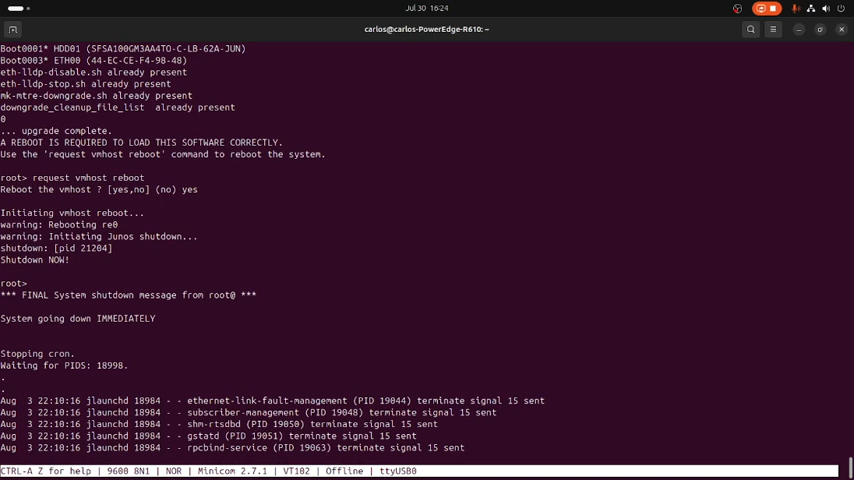 Jul 30 16:24
carlos@carlos-PowerEdge-R610: ~
Boot0001* HDD01 (SFSA100GM3AA4TO-C-LB-62A-JUN)
Boot0003* ETH00 (44-EC-CE-F4-98-48)
eth-lldp-disable.sh already present
eth-lldp-stop.sh already present
mk-mtre-downgrade.sh already present
downgrade_cleanup_file_list  already present
0
... upgrade complete.
A REBOOT IS REQUIRED TO LOAD THIS SOFTWARE CORRECTLY.
Use the 'request vmhost reboot' command to reboot the system.
root> request vmhost reboot
Reboot the vmhost ? [yes,no] (no) yes
Initiating vmhost reboot...
warning: Rebooting re0
warning: Initiating Junos shutdown...
shutdown: [pid 21204]
Shutdown NOW!
root>
*** FINAL System shutdown message from root@ ***
System going down IMMEDIATELY
Stopping cron.
Waiting for PIDS: 18998.
.
.
Aug  3 22:10:16 jlaunchd 18984 - - ethernet-link-fault-management (PID 19044) terminate signal 15 sent
Aug  3 22:10:16 jlaunchd 18984 - - subscriber-management (PID 19048) terminate signal 15 sent
Aug  3 22:10:16 jlaunchd 18984 - - shm-rtsdbd (PID 19050) terminate signal 15 sent
Aug  3 22:10:16 jlaunchd 18984 - - gstatd (PID 19051) terminate signal 15 sent
Aug  3 22:10:16 jlaunchd 18984 - - rpcbind-service (PID 19063) terminate signal 15 sent
CTRL-A Z for help | 9600 8N1 | NOR | Minicom 2.7.1 | VT102 | Offline | ttyUSB0